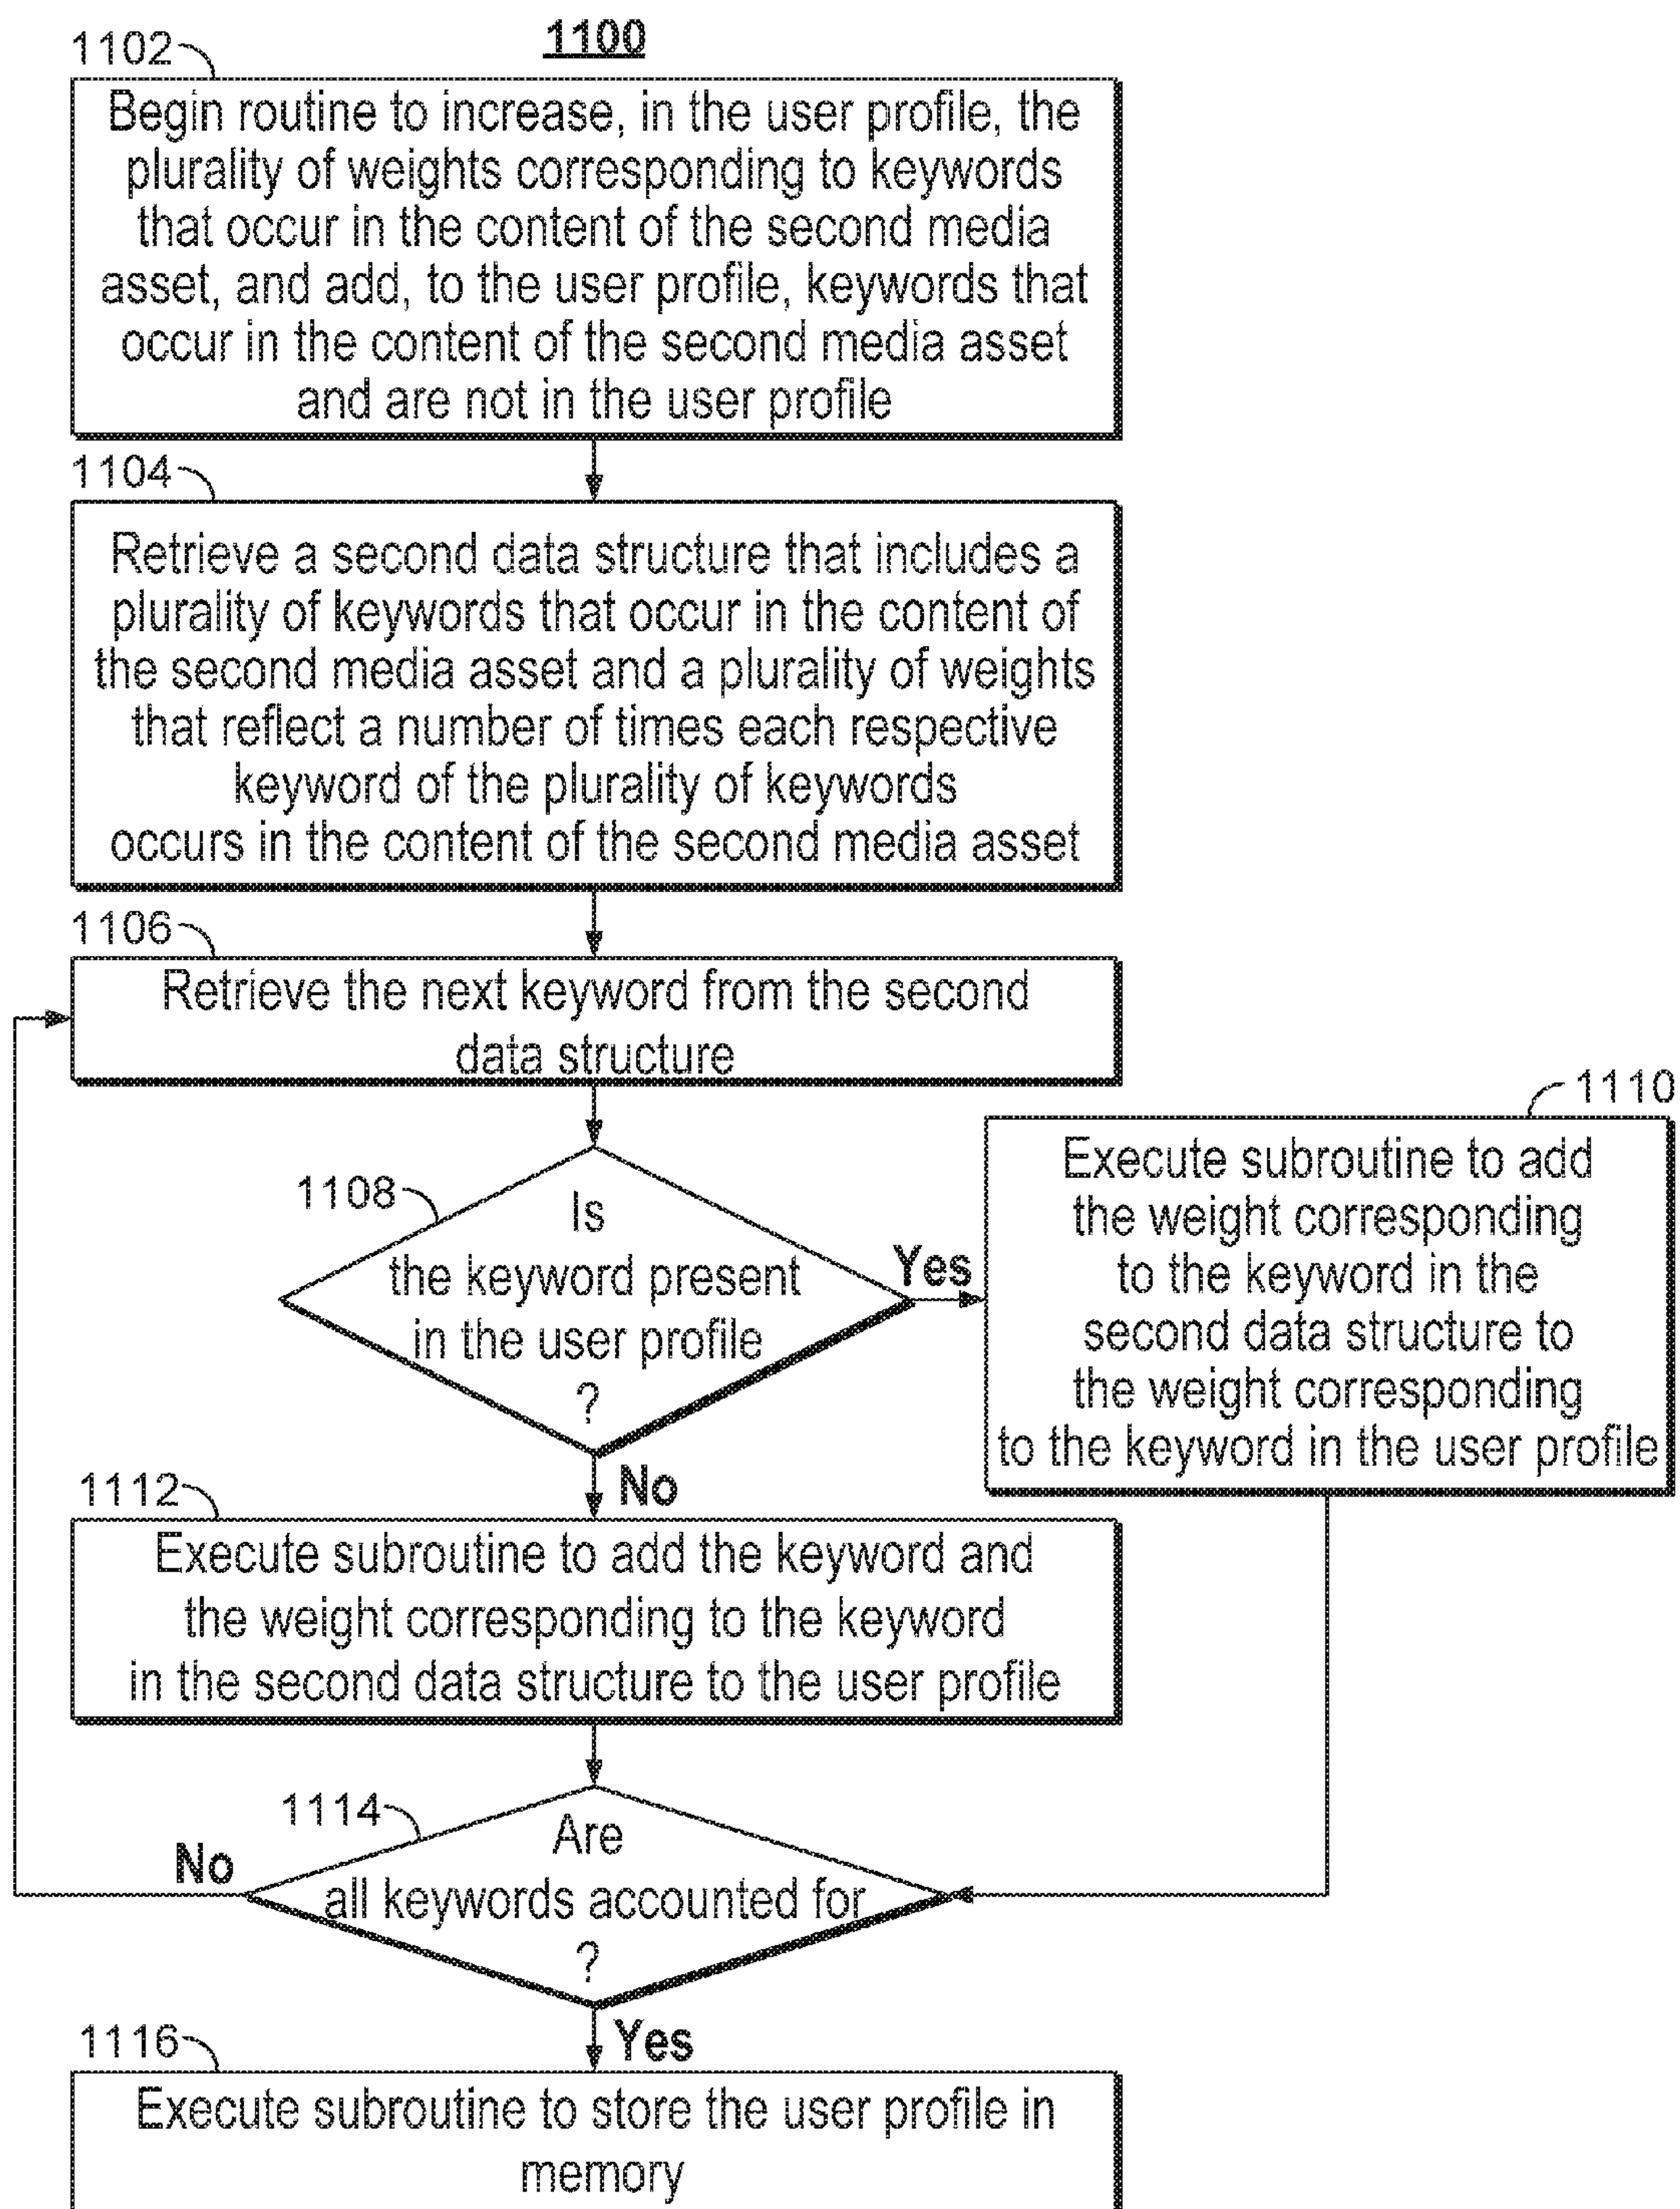 1100
1102
Begin routine to increase, in the user profile, the
plurality of weights corresponding to keywords
that occur in the content of the second media
asset, and add, to the user profile, keywords that
occur in the content of the second media asset
and are not in the user profile
1104
Retrieve a second data structure that includes a
plurality of keywords that occur in the content of
the second media asset and a plurality of weights
that reflect a number of times each respective
keyword of the plurality of keywords
occurs in the content of the second media asset
1106
Retrieve the next keyword from the second
data structure
1108
Is
the keyword present
in the user profile
?
Yes
1110
Execute subroutine to add
the weight corresponding
to the keyword in the
second data structure to
the weight corresponding
to the keyword in the user profile
No
1112
Execute subroutine to add the keyword and
the weight corresponding to the keyword
in the second data structure to the user profile
1114
Are
all keywords accounted for
?
No
Yes
1116
Execute subroutine to store the user profile in
memory